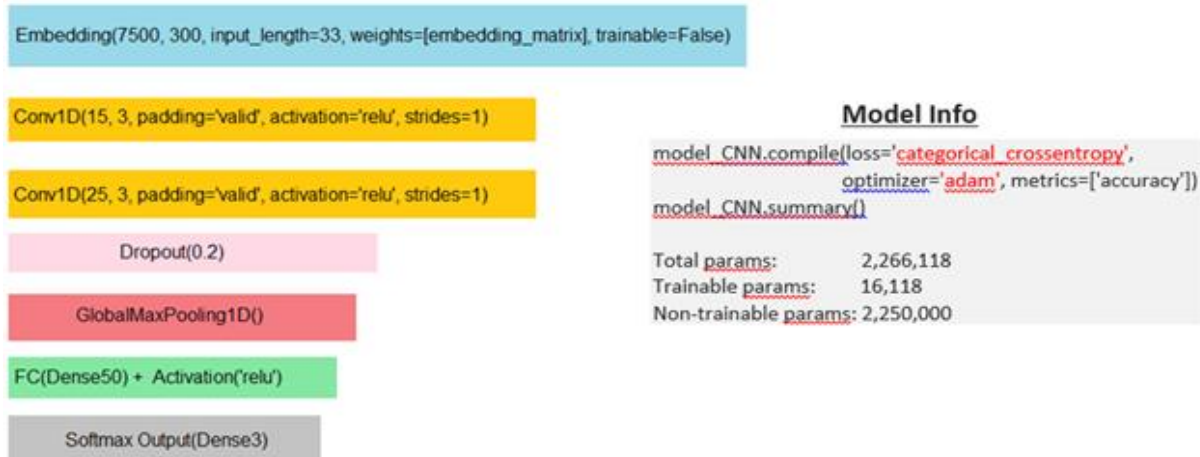 Embedding(7500, 300, input_length=33, weights=[embedding_matrix], trainable=False)
Conv1D(15, 3, padding='valid', activation='relu', strides=1)
Conv1D(25, 3, padding='valid', activation='relu', strides=1)
Dropout(0.2)
GlobalMaxPooling1D()
FC(Dense50) + Activation('relu')
Softmax Output(Dense3)
Model Info
model_CNN.compile(loss='categorical_crossentropy',
optimizer='adam', metrics=['accuracy'])
model_CNN.summary()
Total params: 2,266,118
Trainable params: 16,118
Non-trainable params: 2,250,000